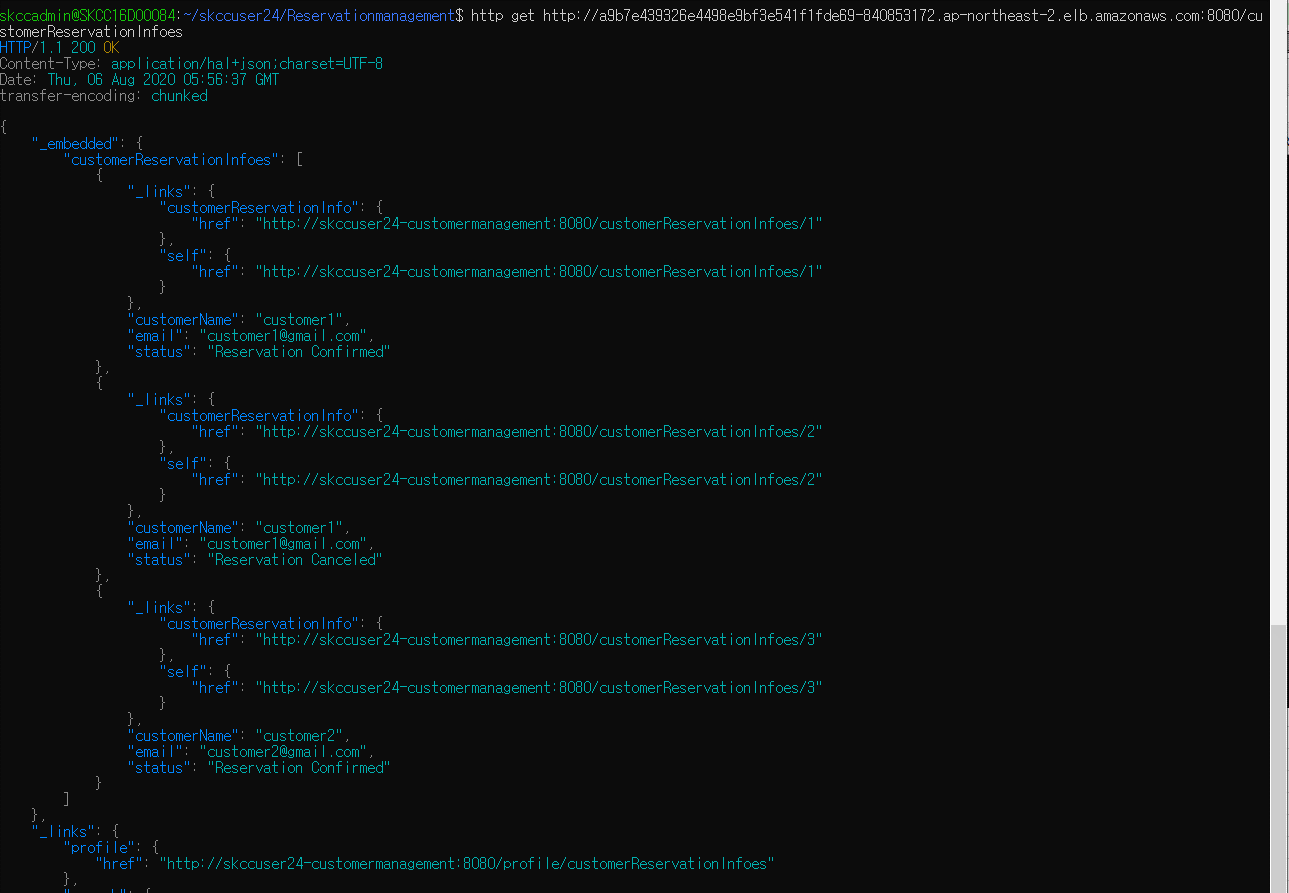 skccadmin@SKCC16D00084:~/skccuser24/Reservationmanagement$ http get http://a9b7e439326e4498e9bf3e541f1fde69-840853172.ap-northeast-2.elb.amazonaws.com:8080/cu
stomerReservationInfoes
HTTP/1.1 200 OK
Content-Type: application/hal+json;charset=UTF-8
Date: Thu, 06 Aug 2020 05:56:37 GMT
transfer-encoding: chunked
{
"_embedded": {
"customerReservationInfoes": [
{
"_links": {
"customerReservationInfo": {
"href": "http://skccuser24-customermanagement:8080/customerReservationInfoes/1"
},
"self": {
"href": "http://skccuser24-customermanagement:8080/customerReservationInfoes/1"
}
},
"customerName": "customer1",
"email": "customer1@gmail.com",
"status": "Reservation Confirmed"
},
{
"_links": {
"customerReservationInfo": {
"href": "http://skccuser24-customermanagement:8080/customerReservationInfoes/2"
},
"self": {
"href": "http://skccuser24-customermanagement:8080/customerReservationInfoes/2"
}
},
"customerName": "customer1",
"email": "customer1@gmail.com",
"status": "Reservation Canceled"
},
{
"_links": {
"customerReservationInfo": {
"href": "http://skccuser24-customermanagement:8080/customerReservationInfoes/3"
},
"self": {
"href": "http://skccuser24-customermanagement:8080/customerReservationInfoes/3"
}
},
"customerName": "customer2",
"email": "customer2@gmail.com",
"status": "Reservation Confirmed"
}
]
},
"_links": {
"profile": {
"href": "http://skccuser24-customermanagement:8080/profile/customerReservationInfoes"
},